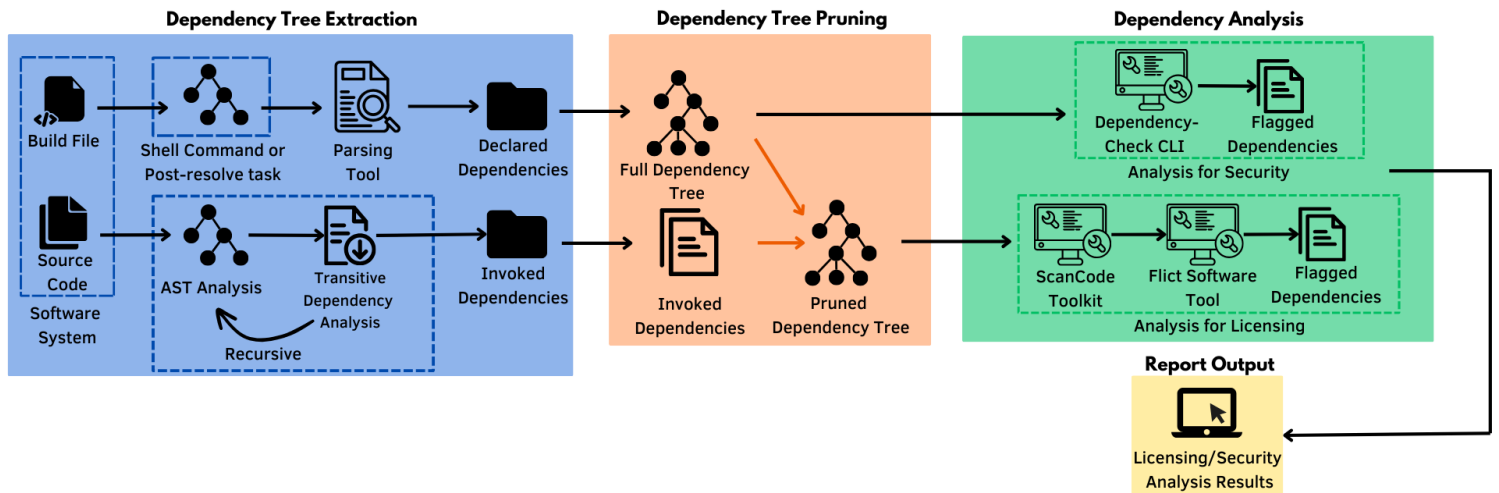 Dependency Tree Extraction
Build File
Shell Command or
Post-resolve task
Parsing
Tool
Declared
Dependencies
Source
Code
Software
System
AST Analysis
Transitive
Dependency
Analysis
Recursive
Invoked
Dependencies
Dependency Tree Pruning
Full Dependency
Tree
Invoked
Dependencies
Pruned
Dependency Tree
Dependency Analysis
Dependency-
Check CLI
Flagged
Dependencies
Analysis for Security
ScanCode
Toolkit
Flict Software
Tool
Flagged
Dependencies
Analysis for Licensing
Report Output
Licensing/Security
Analysis Results